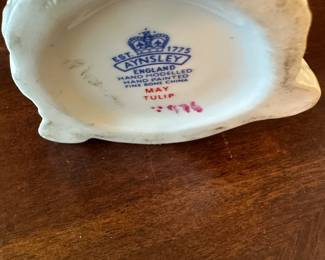 EST 1775
AYNSLEY
ENGLAND
HAND MODELLED
HAND PAINTED
FINE BONE CHINA
MAY
TULIP